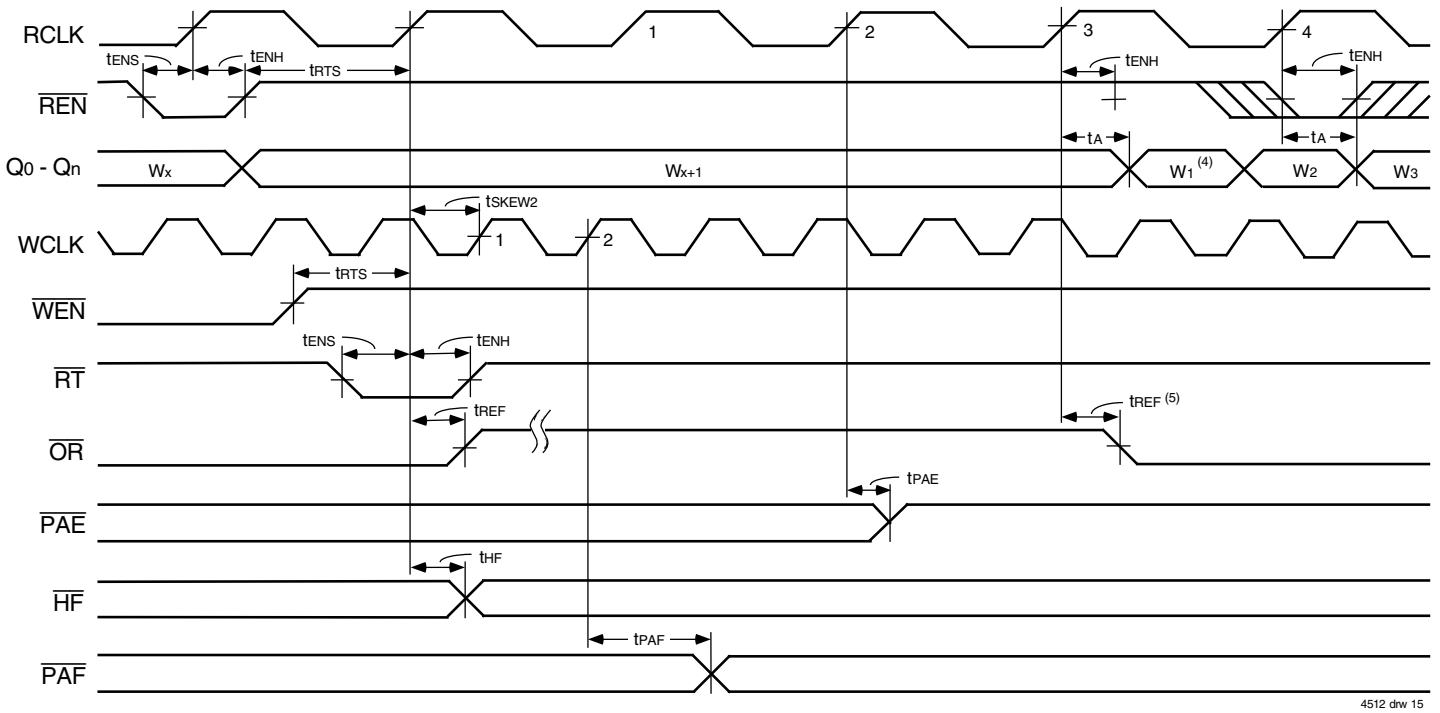 RCLK 1 2 3 4
tENS tENH tRTS tENH tENH
REN
tA tA
Q0 - Qn Wx Wx+1 W1 (4) W2 W3
tSKEW2
WCLK 1 2
tRTS
WEN
tENS tENH
RT
tREF tREF (5)
OR
tPAE
PAE
tHF
HF
tPAF
PAF
4512 drw 15